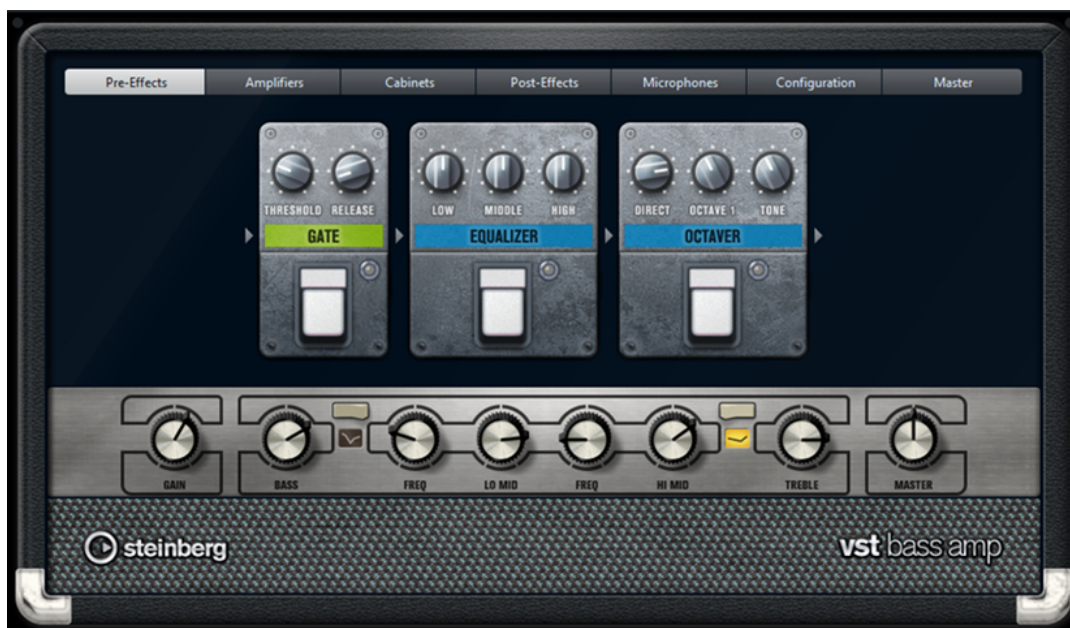 Pre-Effects Amplifiers Cabinets Post-Effects Microphones Configuration Master
THRESHOLD RELEASE LOW MIDDLE HIGH DIRECT OCTAVE 1 TONE
GATE EQUALIZER OCTAVER
GAIN BASS FREQ LO MID FREQ HI MID TREBLE MASTER
steinberg vst bass amp